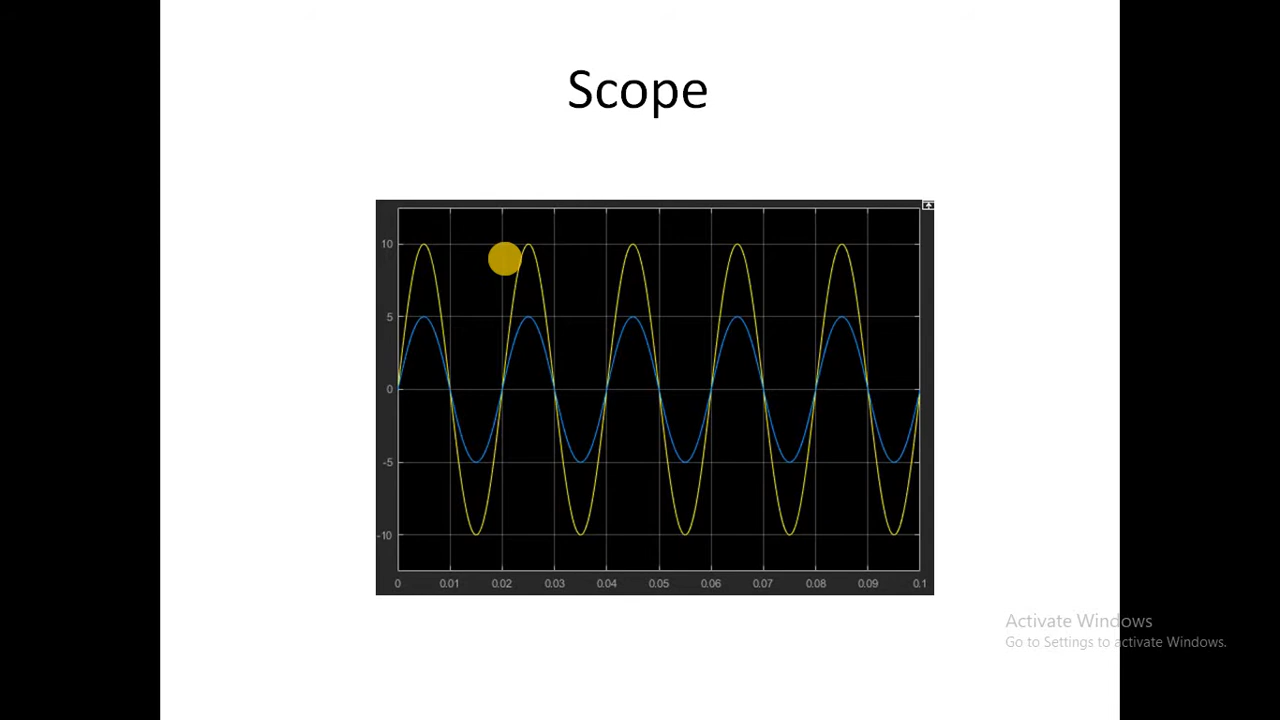 Scope
10
5
0
-5
-10
0 0.01 0.02 0.03 0.04 0.05 0.06 0.07 0.08 0.09 0.1
Activate Windows
Go to Settings to activate Windows.